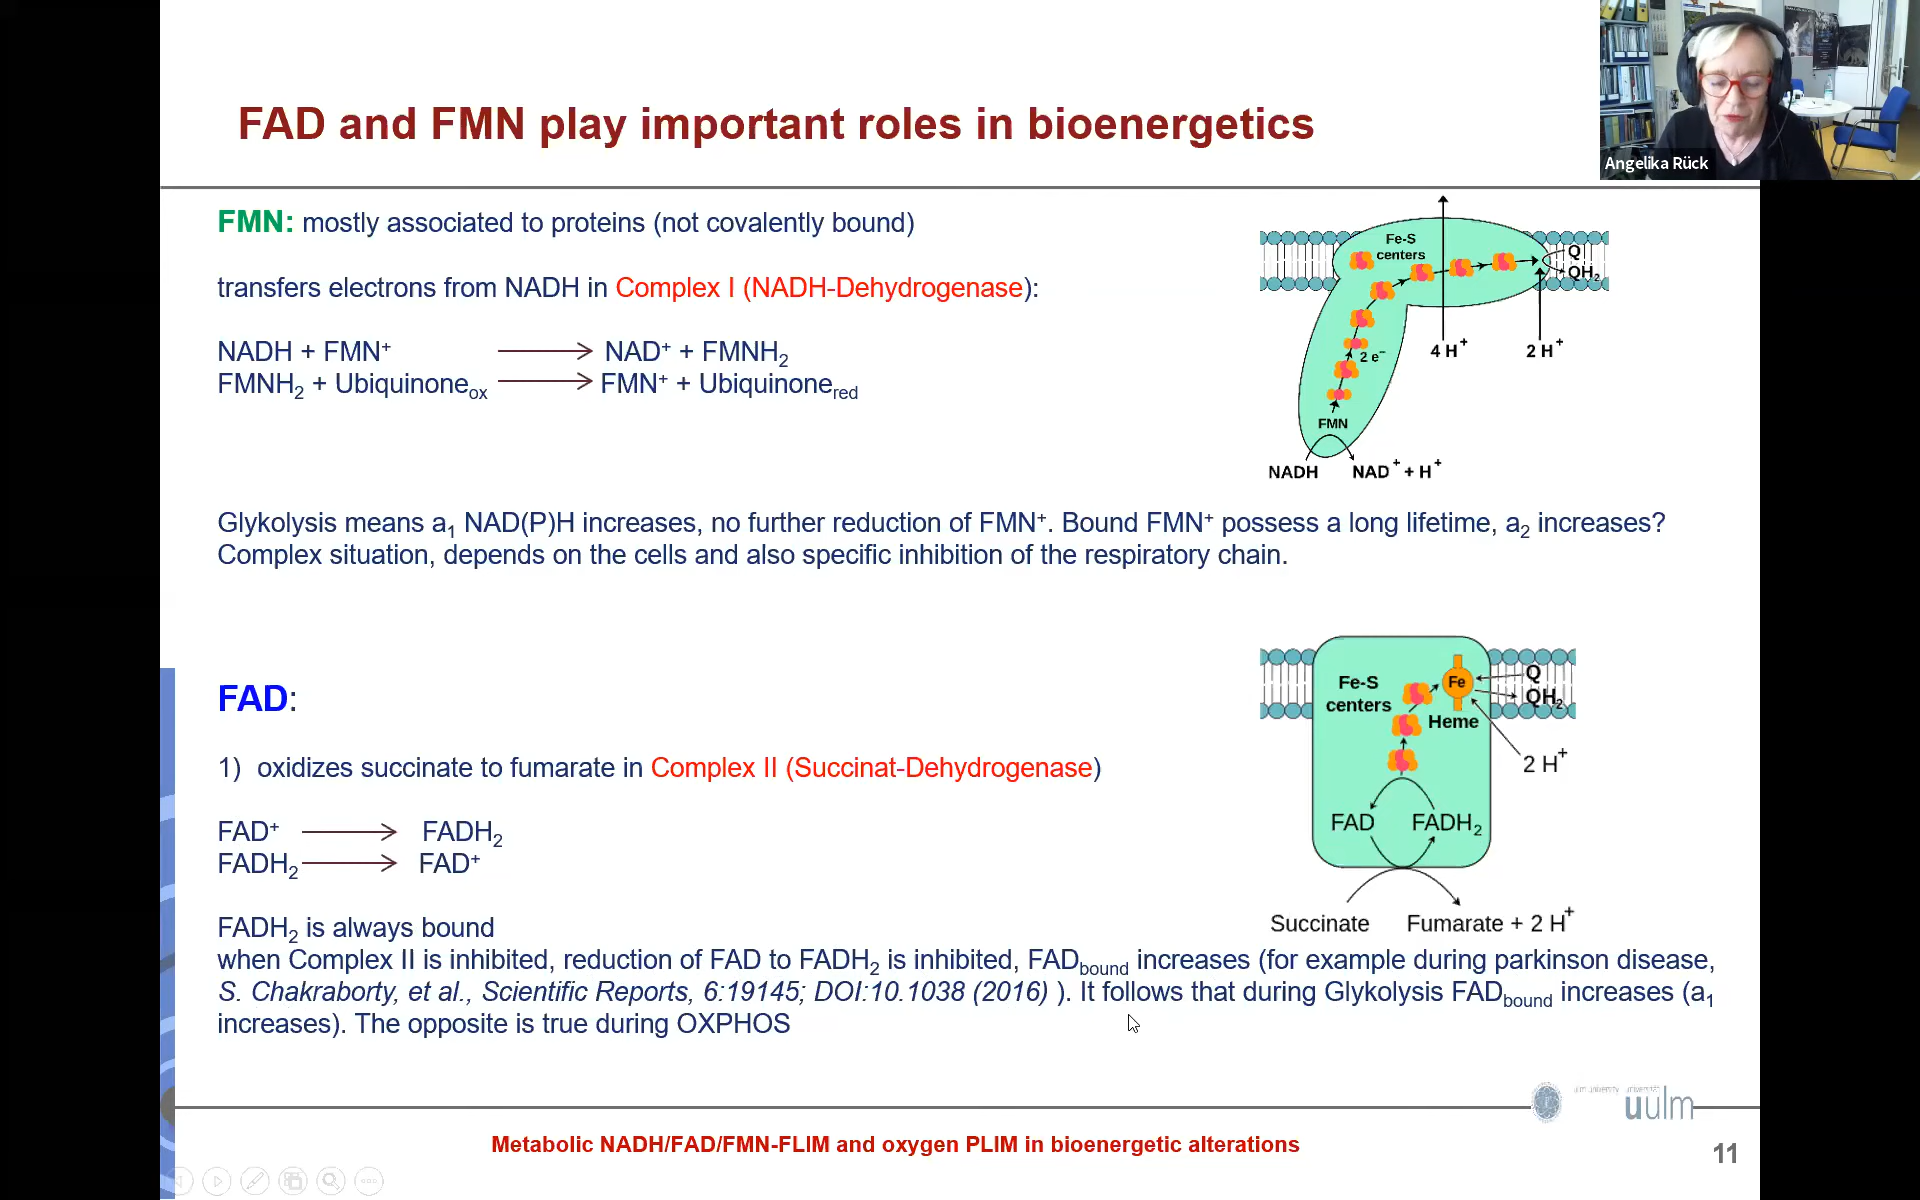 FAD and FMN play important roles in bioenergetics
Angelika Rück
FMN: mostly associated to proteins (not covalently bound)
transfers electrons from NADH in Complex I (NADH-Dehydrogenase):
NADH + FMN⁺ → NAD⁺ + FMNH₂
FMNH₂ + Ubiquinoneox → FMN⁺ + Ubiquinonered
Fe-S
centers
Q
QH₂
2 e⁻
4 H⁺
2 H⁺
FMN
NADH
NAD⁺ + H⁺
Glykolysis means a₁ NAD(P)H increases, no further reduction of FMN⁺. Bound FMN⁺ possess a long lifetime, a₂ increases?
Complex situation, depends on the cells and also specific inhibition of the respiratory chain.
FAD:
1) oxidizes succinate to fumarate in Complex II (Succinat-Dehydrogenase)
FAD⁺ → FADH₂
FADH₂ → FAD⁺
Fe-S
centers
Fe
Heme
Q
QH₂
2 H⁺
FAD
FADH₂
Succinate
Fumarate + 2 H⁺
FADH₂ is always bound
when Complex II is inhibited, reduction of FAD to FADH₂ is inhibited, FADbound increases (for example during parkinson disease,
S. Chakraborty, et al., Scientific Reports, 6:19145; DOI:10.1038 (2016) ). It follows that during Glykolysis FADbound increases (a₁
increases). The opposite is true during OXPHOS
uulm
Metabolic NADH/FAD/FMN-FLIM and oxygen PLIM in bioenergetic alterations
11